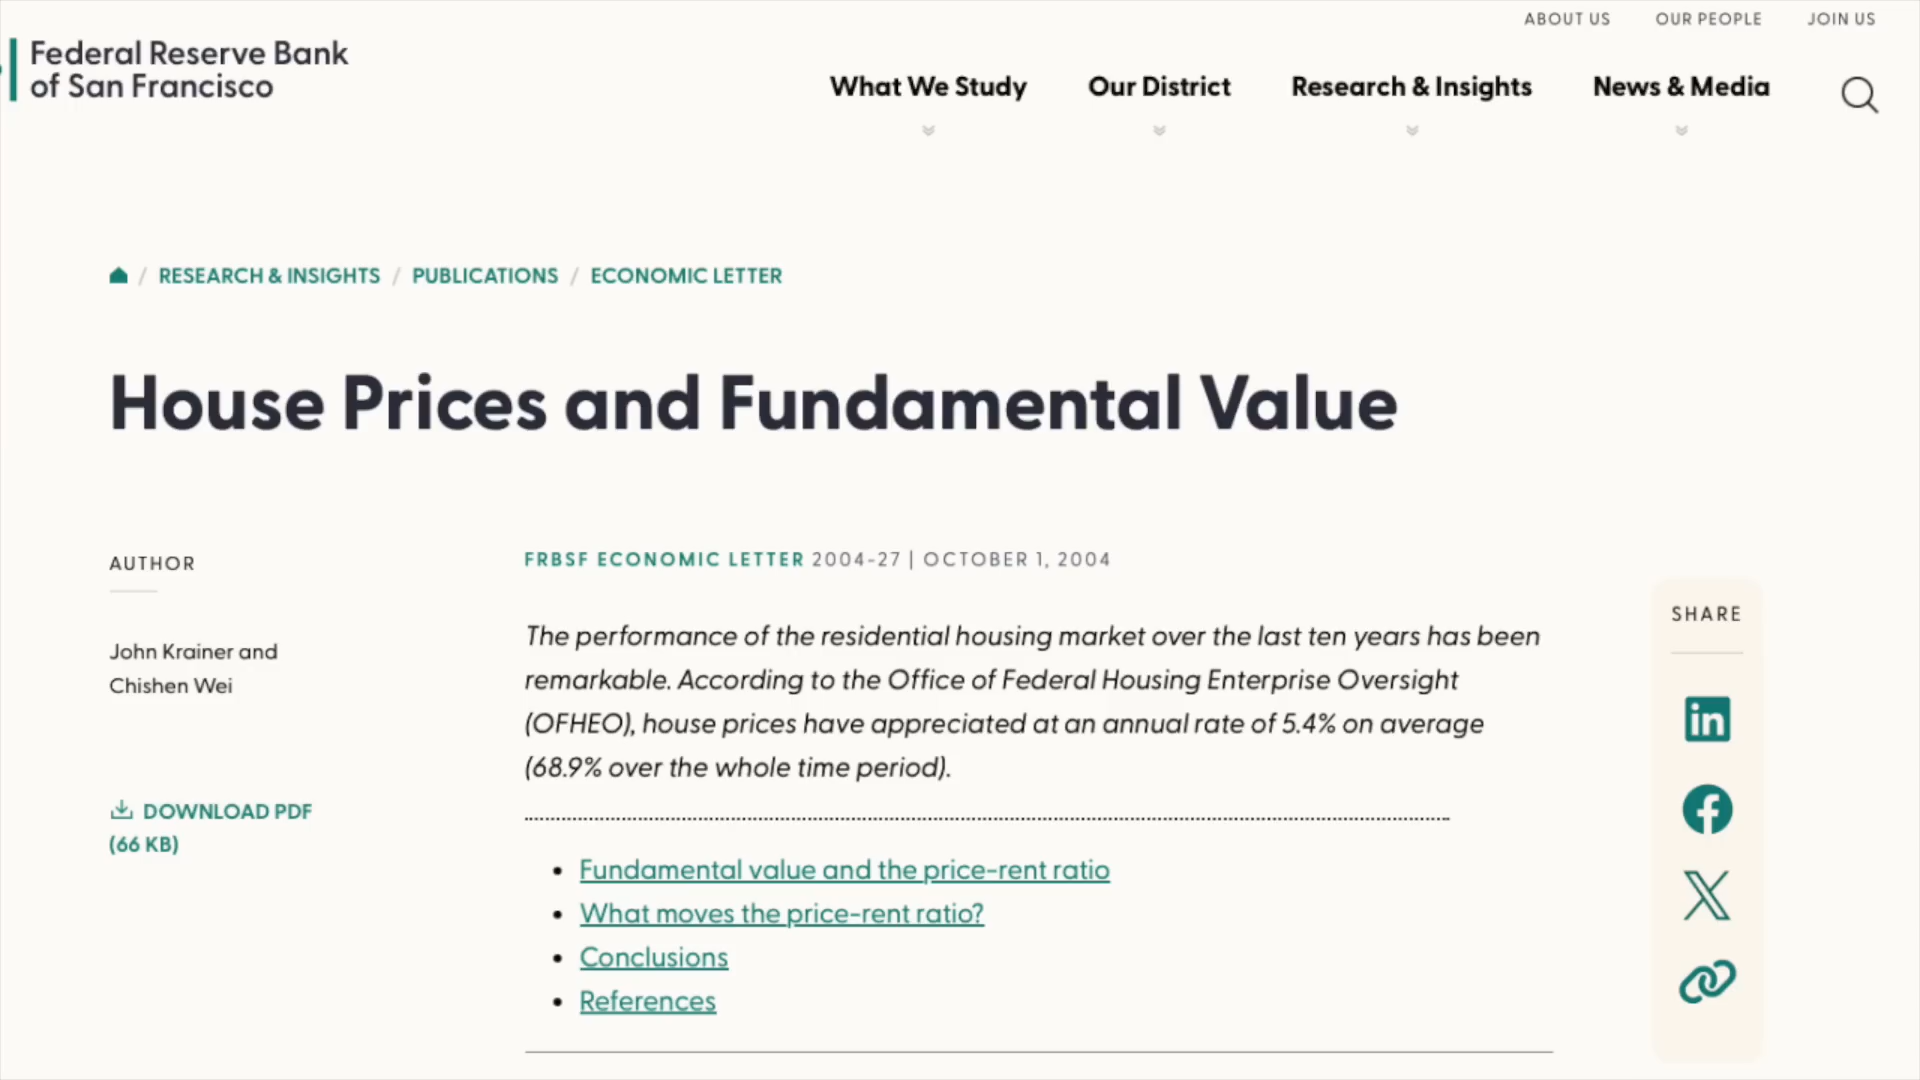 ABOUT US OUR PEOPLE JOIN US
Federal Reserve Bank
of San Francisco
What We Study Our District Research & Insights News & Media
/ RESEARCH & INSIGHTS / PUBLICATIONS / ECONOMIC LETTER
House Prices and Fundamental Value
AUTHOR
John Krainer and
Chishen Wei
DOWNLOAD PDF
(66 KB)
FRBSF ECONOMIC LETTER 2004-27 | OCTOBER 1, 2004
The performance of the residential housing market over the last ten years has been
remarkable. According to the Office of Federal Housing Enterprise Oversight
(OFHEO), house prices have appreciated at an annual rate of 5.4% on average
(68.9% over the whole time period).
• Fundamental value and the price-rent ratio
• What moves the price-rent ratio?
• Conclusions
• References
SHARE